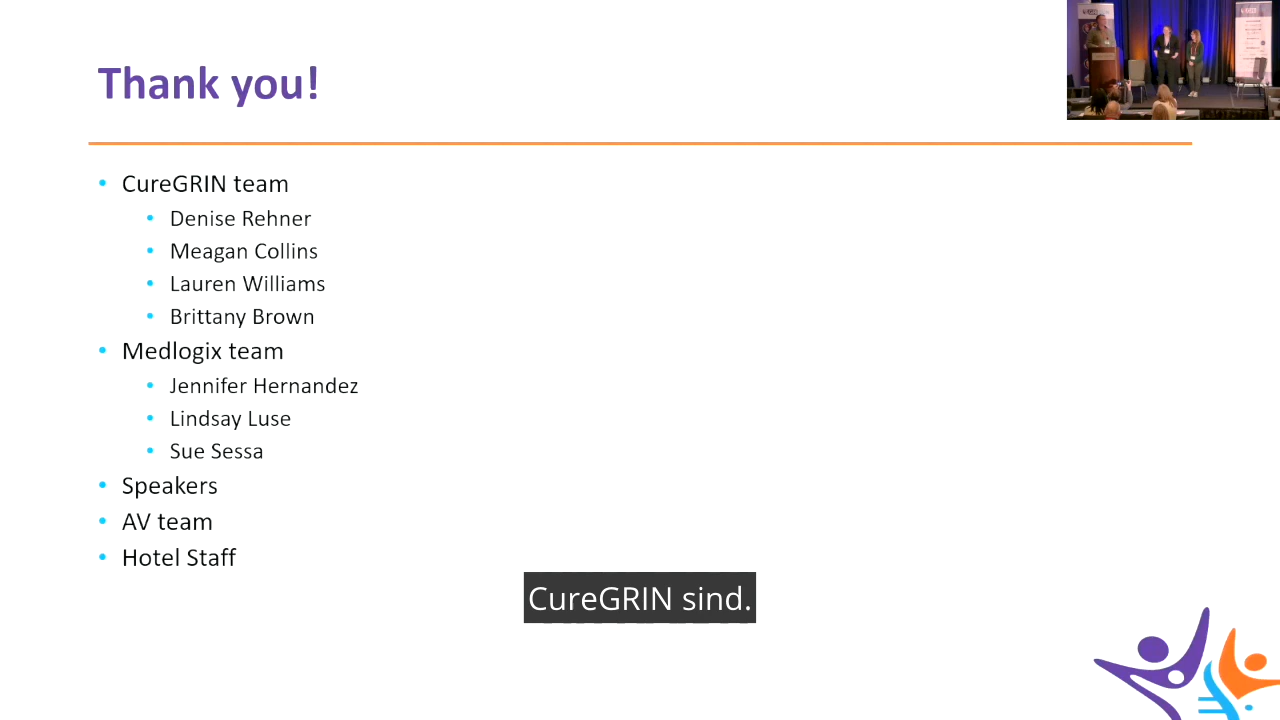 Thank you!
CureGRIN team
Denise Rehner
Meagan Collins
Lauren Williams
Brittany Brown
Medlogix team
Jennifer Hernandez
Lindsay Luse
Sue Sessa
Speakers
AV team
Hotel Staff
CureGRIN sind.